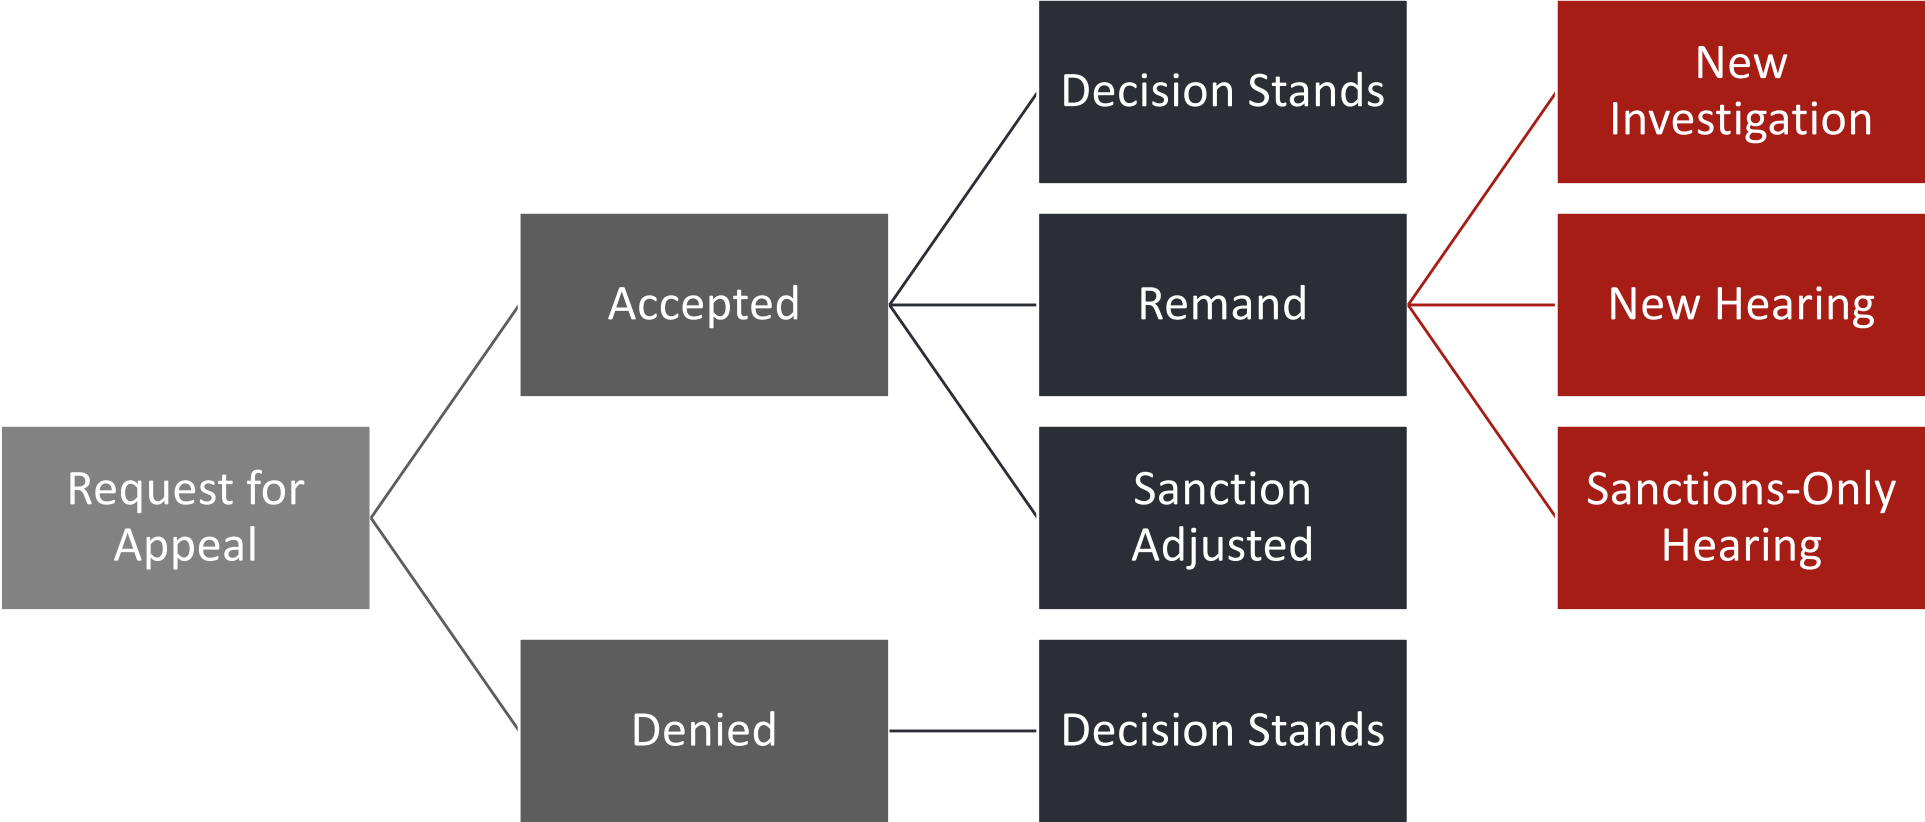 Request for
Appeal
Accepted
Denied
Decision Stands
Remand
Sanction
Adjusted
Decision Stands
New
Investigation
New Hearing
Sanctions-Only
Hearing